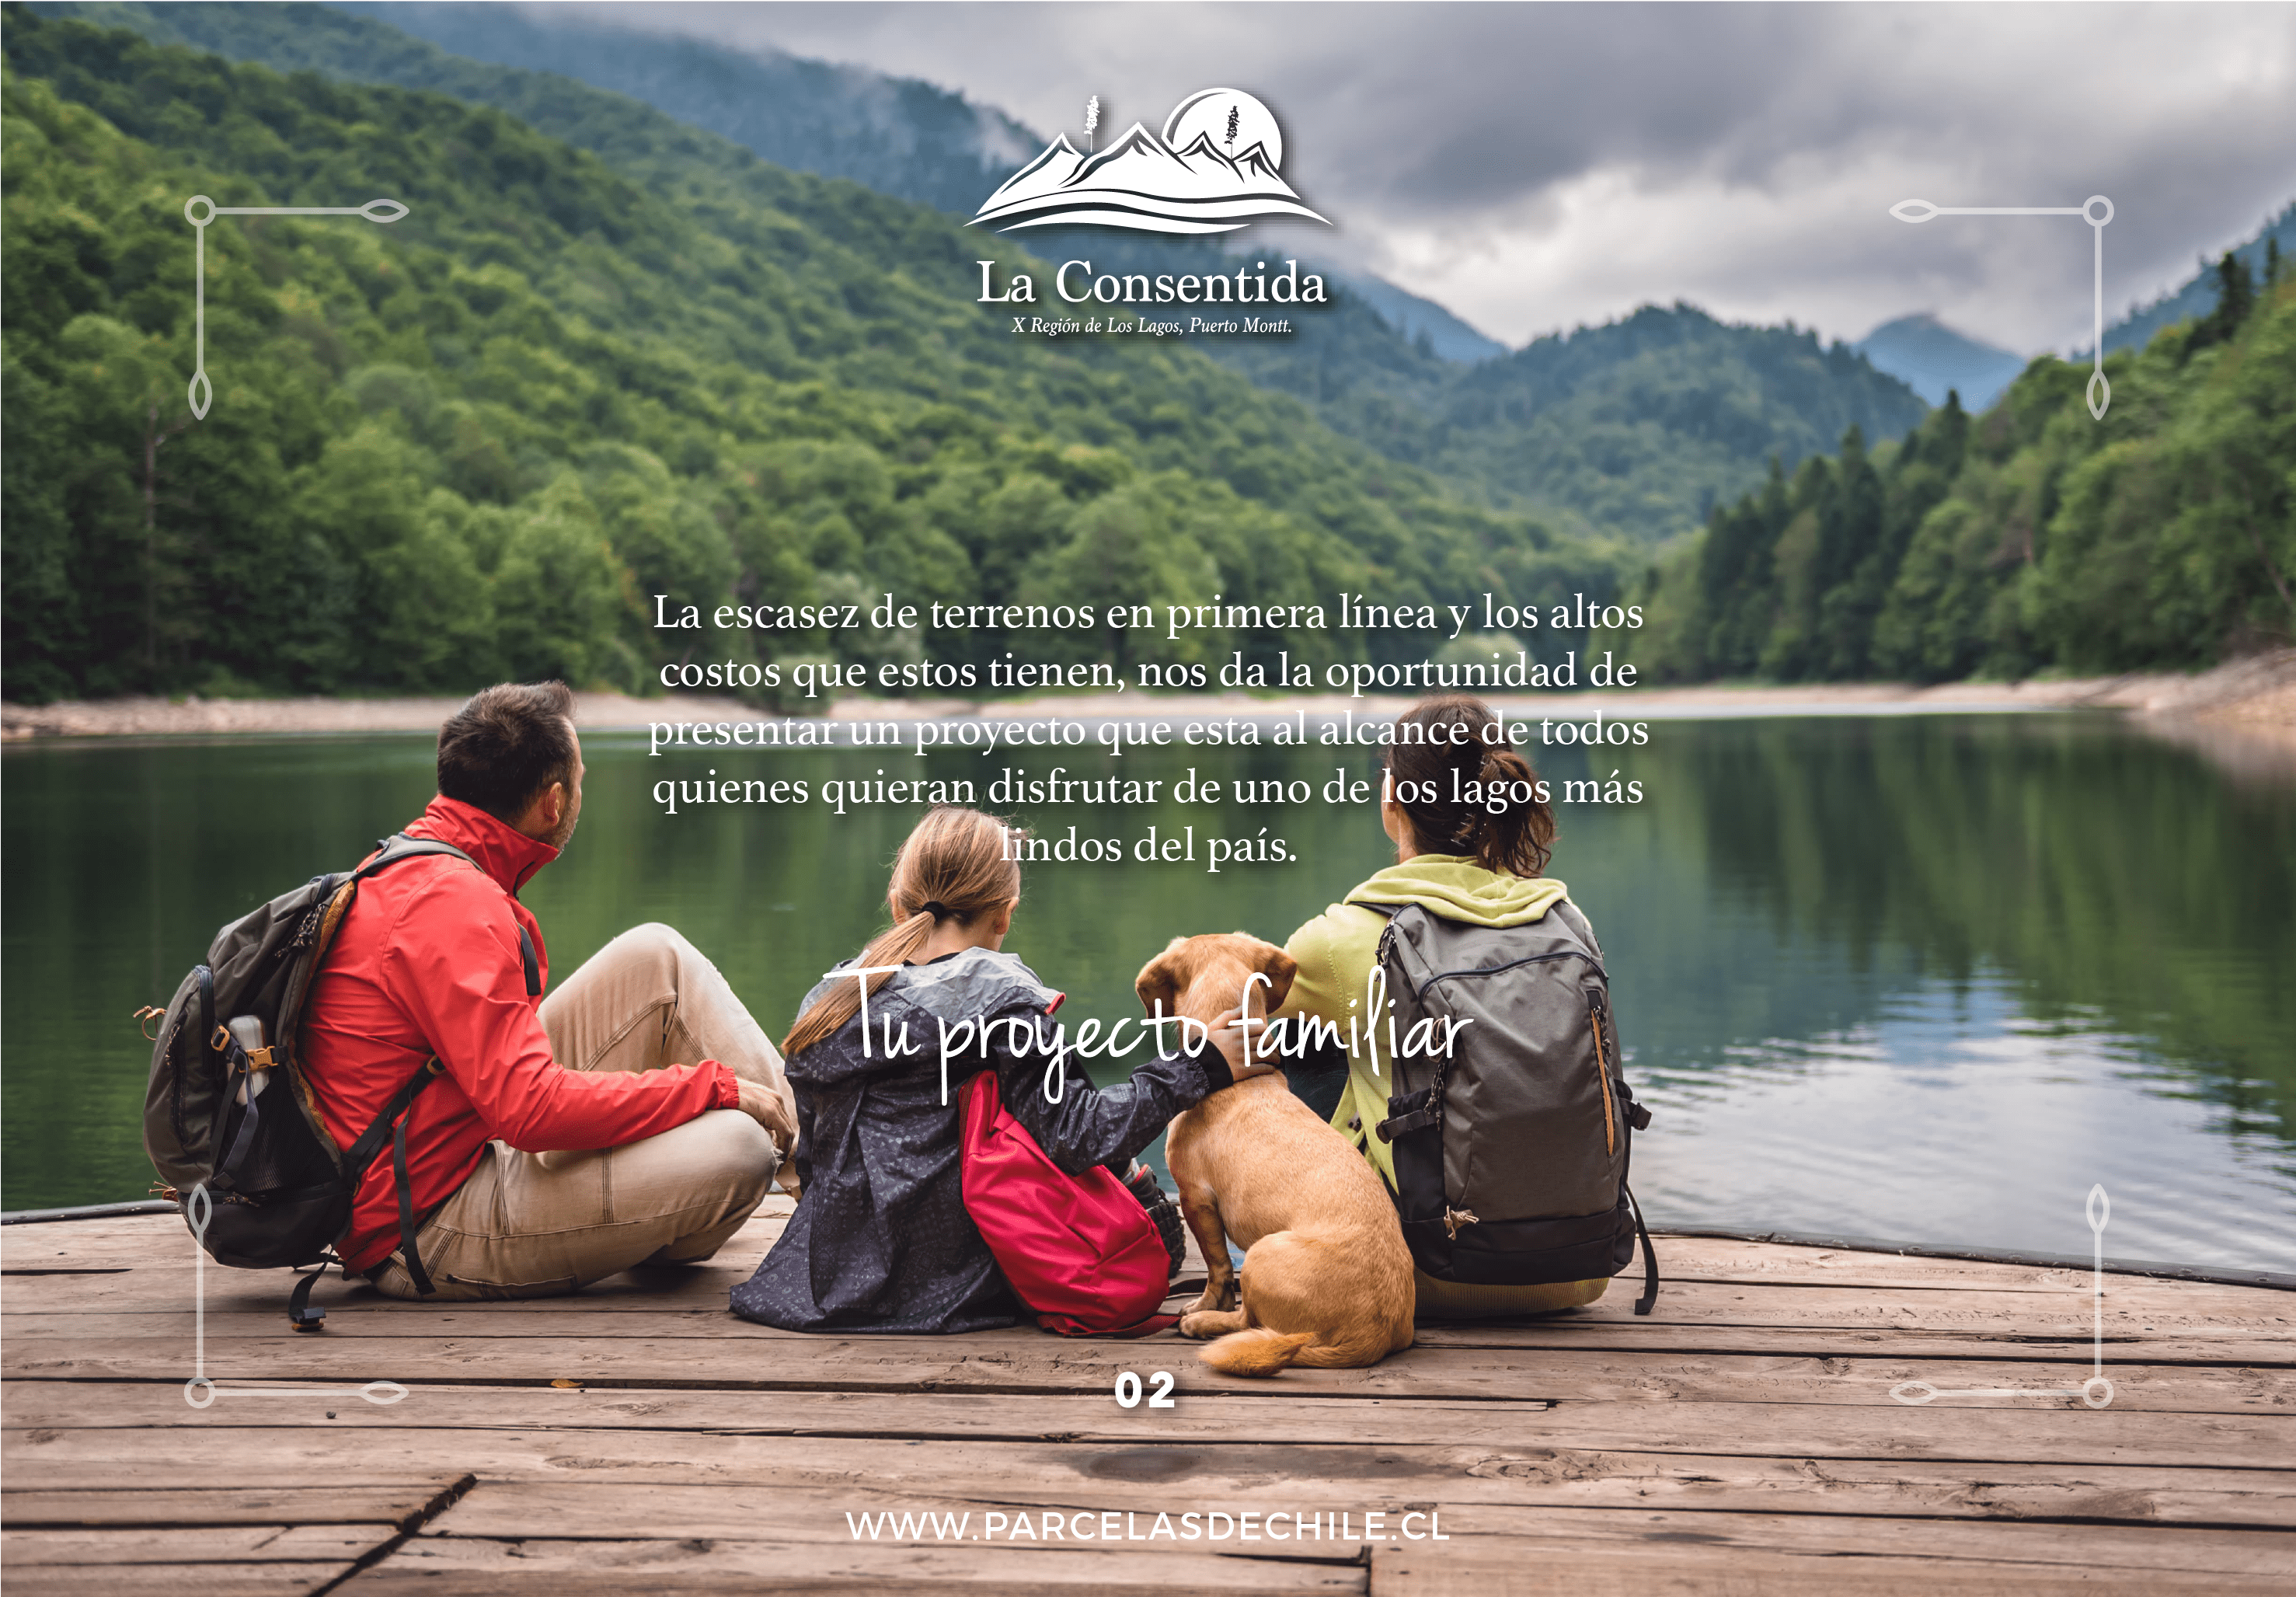 La Consentida
X Región de Los Lagos, Puerto Montt.
La escasez de terrenos en primera línea y los altos
costos que estos tienen, nos da la oportunidad de
presentar un proyecto que esta al alcance de todos
quienes quieran disfrutar de uno de los lagos más
lindos del país.
Tu proyecto familiar
02
WWW.PARCELASDECHILE.CL